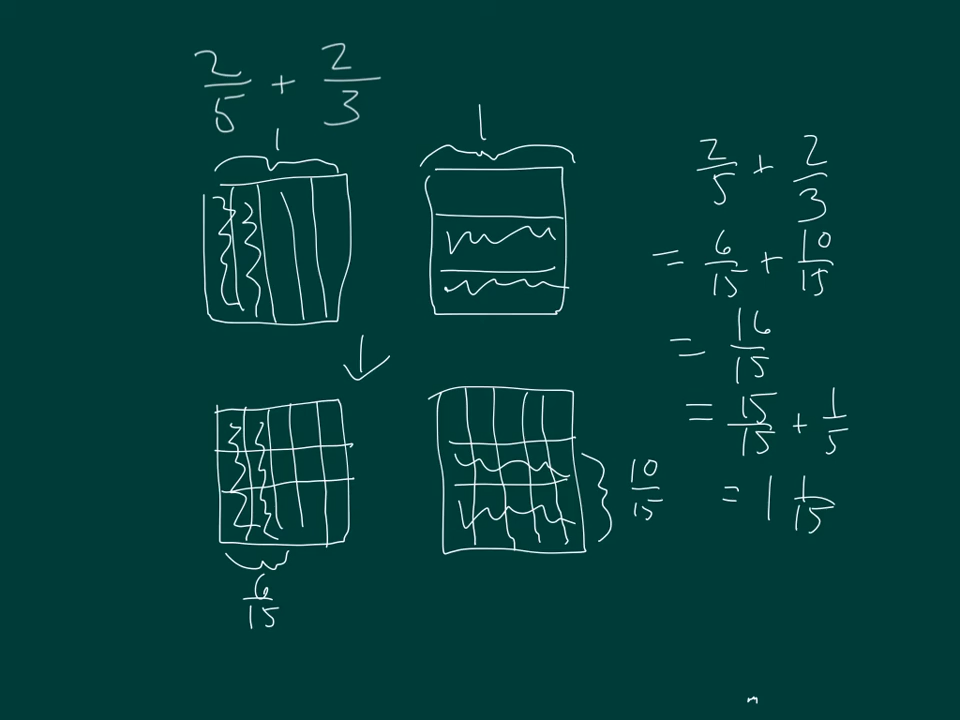 2/5 + 2/3
1
1
6/15
10/15
2/5 + 2/3
= 6/15 + 10/15
= 16/15
= 15/15 + 1/5
= 1 1/15